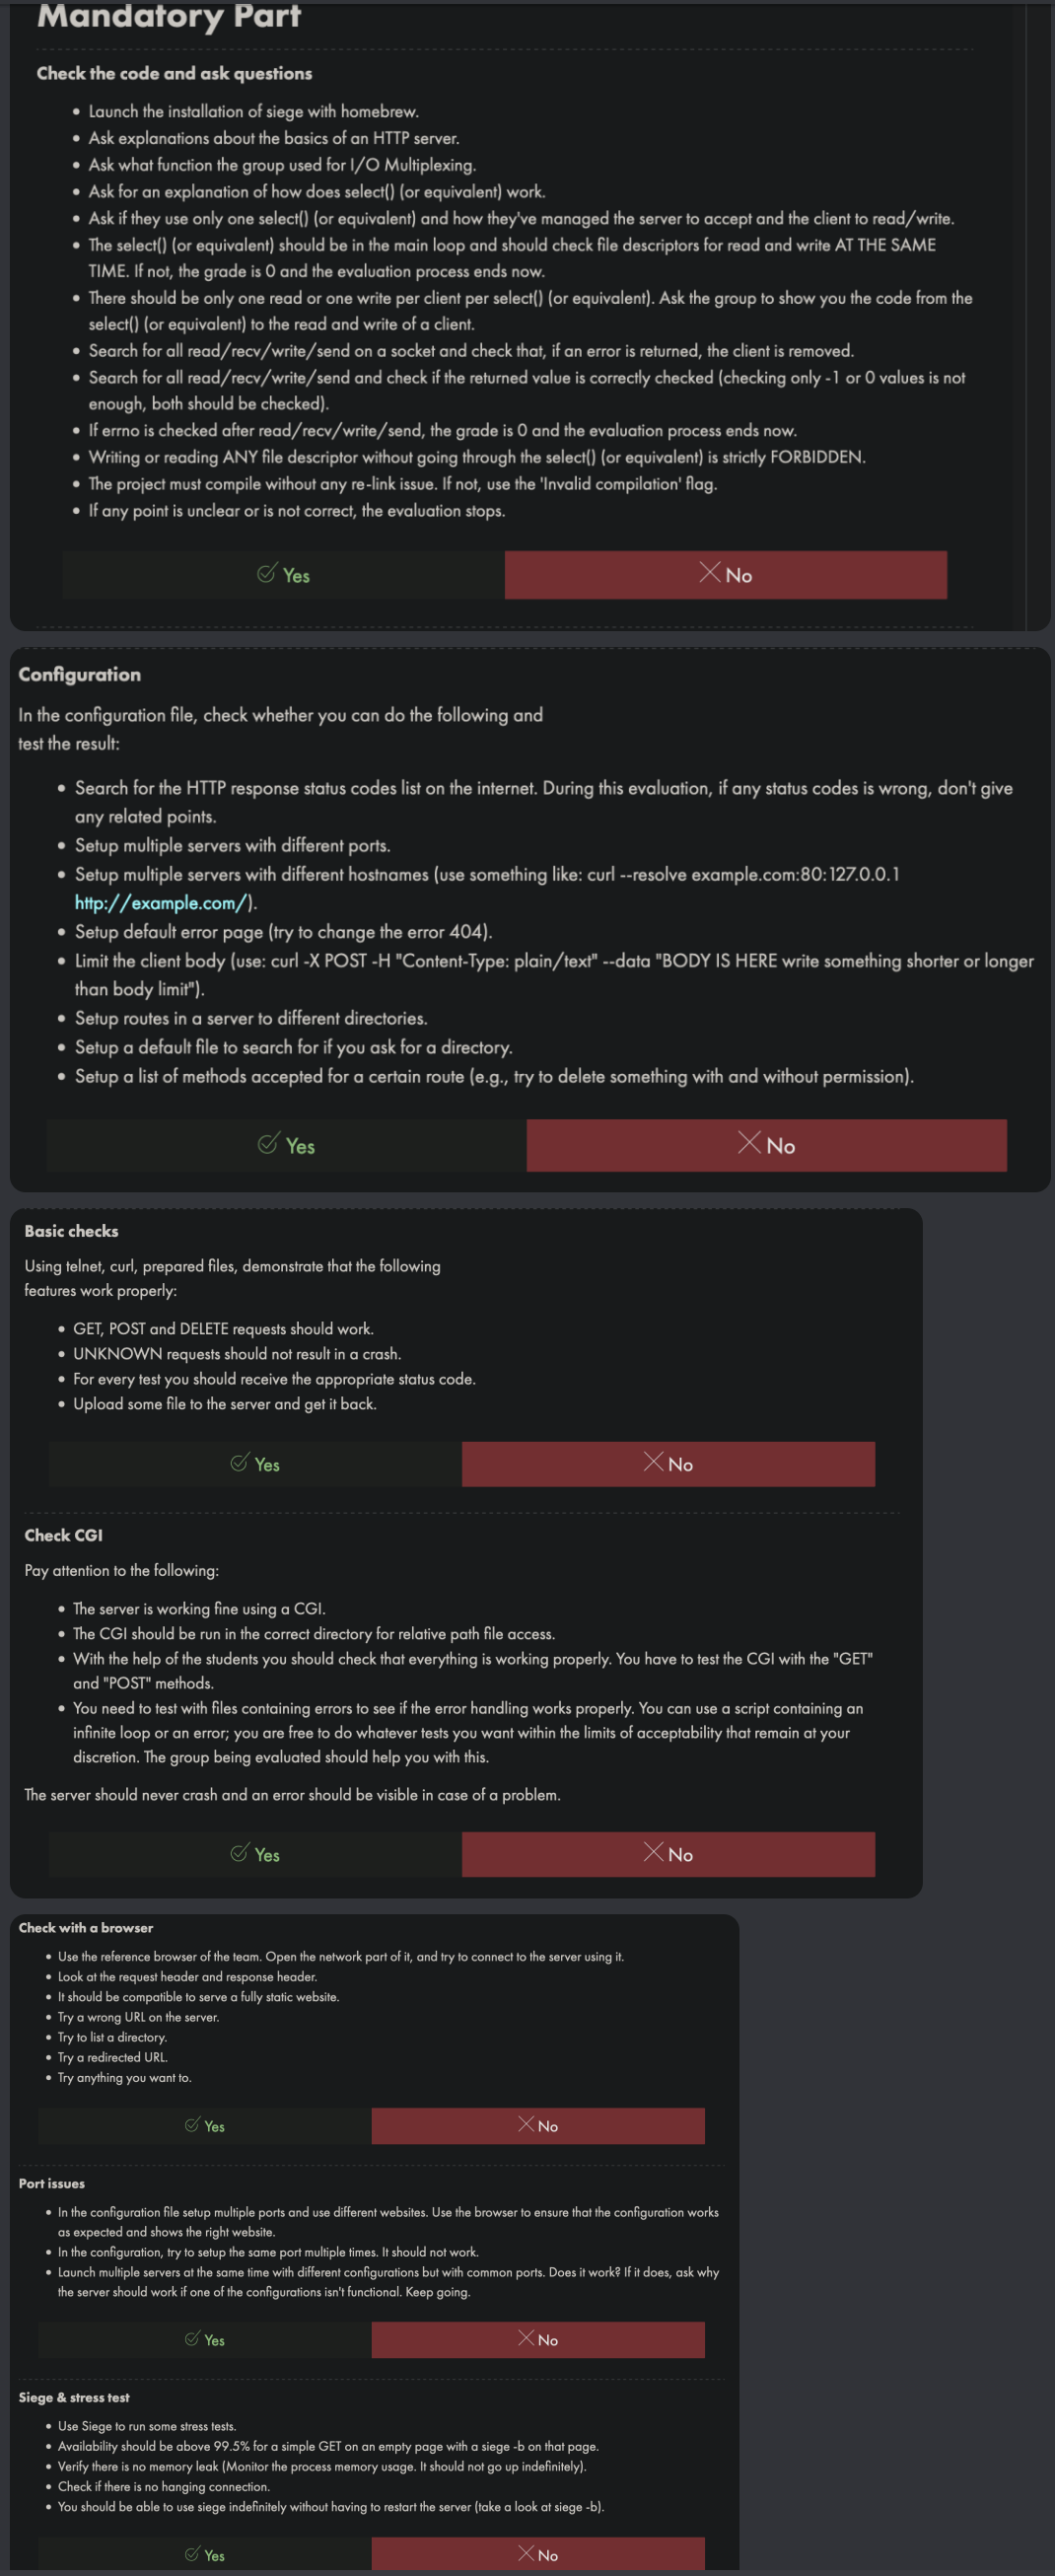 Mandatory Part
Check the code and ask questions
• Launch the installation of siege with homebrew.
• Ask explanations about the basics of an HTTP server.
• Ask what function the group used for I/O Multiplexing.
• Ask for an explanation of how does select() (or equivalent) work.
• Ask if they use only one select() (or equivalent) and how they've managed the server to accept and the client to read/write.
• The select() (or equivalent) should be in the main loop and should check file descriptors for read and write AT THE SAME
TIME. If not, the grade is 0 and the evaluation process ends now.
• There should be only one read or one write per client per select() (or equivalent). Ask the group to show you the code from the
select() (or equivalent) to the read and write of a client.
• Search for all read/recv/write/send on a socket and check that, if an error is returned, the client is removed.
• Search for all read/recv/write/send and check if the returned value is correctly checked (checking only -1 or 0 values is not
enough, both should be checked).
• If errno is checked after read/recv/write/send, the grade is 0 and the evaluation process ends now.
• Writing or reading ANY file descriptor without going through the select() (or equivalent) is strictly FORBIDDEN.
• The project must compile without any re-link issue. If not, use the 'Invalid compilation' flag.
• If any point is unclear or is not correct, the evaluation stops.
Yes
No
Configuration
In the configuration file, check whether you can do the following and
test the result:
• Search for the HTTP response status codes list on the internet. During this evaluation, if any status codes is wrong, don't give
any related points.
• Setup multiple servers with different ports.
• Setup multiple servers with different hostnames (use something like: curl --resolve example.com:80:127.0.0.1
http://example.com/).
• Setup default error page (try to change the error 404).
• Limit the client body (use: curl -X POST -H "Content-Type: plain/text" --data "BODY IS HERE write something shorter or longer
than body limit").
• Setup routes in a server to different directories.
• Setup a default file to search for if you ask for a directory.
• Setup a list of methods accepted for a certain route (e.g., try to delete something with and without permission).
Yes
No
Basic checks
Using telnet, curl, prepared files, demonstrate that the following
features work properly:
• GET, POST and DELETE requests should work.
• UNKNOWN requests should not result in a crash.
• For every test you should receive the appropriate status code.
• Upload some file to the server and get it back.
Yes
No
Check CGI
Pay attention to the following:
• The server is working fine using a CGI.
• The CGI should be run in the correct directory for relative path file access.
• With the help of the students you should check that everything is working properly. You have to test the CGI with the "GET"
and "POST" methods.
• You need to test with files containing errors to see if the error handling works properly. You can use a script containing an
infinite loop or an error; you are free to do whatever tests you want within the limits of acceptability that remain at your
discretion. The group being evaluated should help you with this.
The server should never crash and an error should be visible in case of a problem.
Yes
No
Check with a browser
• Use the reference browser of the team. Open the network part of it, and try to connect to the server using it.
• Look at the request header and response header.
• It should be compatible to serve a fully static website.
• Try a wrong URL on the server.
• Try to list a directory.
• Try a redirected URL.
• Try anything you want to.
Yes
No
Port issues
• In the configuration file setup multiple ports and use different websites. Use the browser to ensure that the configuration works
as expected and shows the right website.
• In the configuration, try to setup the same port multiple times. It should not work.
• Launch multiple servers at the same time with different configurations but with common ports. Does it work? If it does, ask why
the server should work if one of the configurations isn't functional. Keep going.
Yes
No
Siege & stress test
• Use Siege to run some stress tests.
• Availability should be above 99.5% for a simple GET on an empty page with a siege -b on that page.
• Verify there is no memory leak (Monitor the process memory usage. It should not go up indefinitely).
• Check if there is no hanging connection.
• You should be able to use siege indefinitely without having to restart the server (take a look at siege -b).
Yes
No